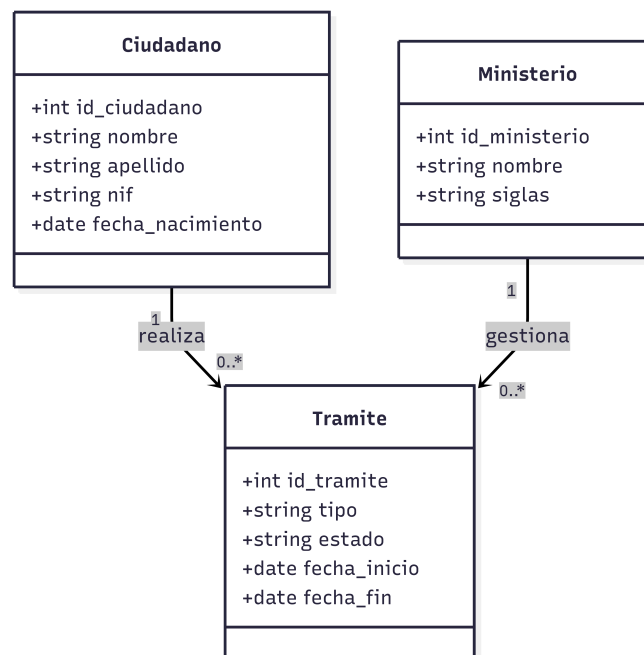 Ciudadano
+int id_ciudadano
+string nombre
+string apellido
+string nif
+date fecha_nacimiento
Ministerio
+int id_ministerio
+string nombre
+string siglas
1
realiza
0..*
1
gestiona
0..*
Tramite
+int id_tramite
+string tipo
+string estado
+date fecha_inicio
+date fecha_fin